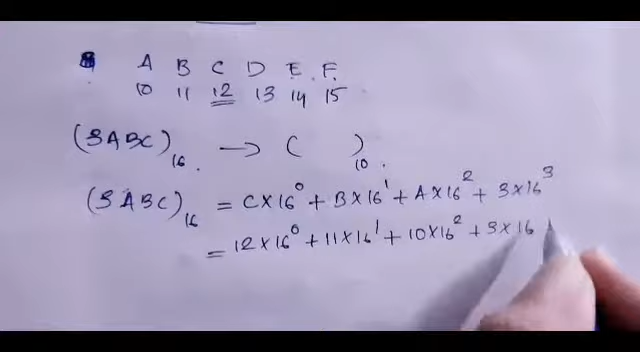 A B C D E F
10 11 12 13 14 15
(3ABC)₁₆ → ( )₁₀
(3ABC)₁₆ = C×16⁰ + B×16¹ + A×16² + 3×16³
= 12×16⁰ + 11×16¹ + 10×16² + 3×16